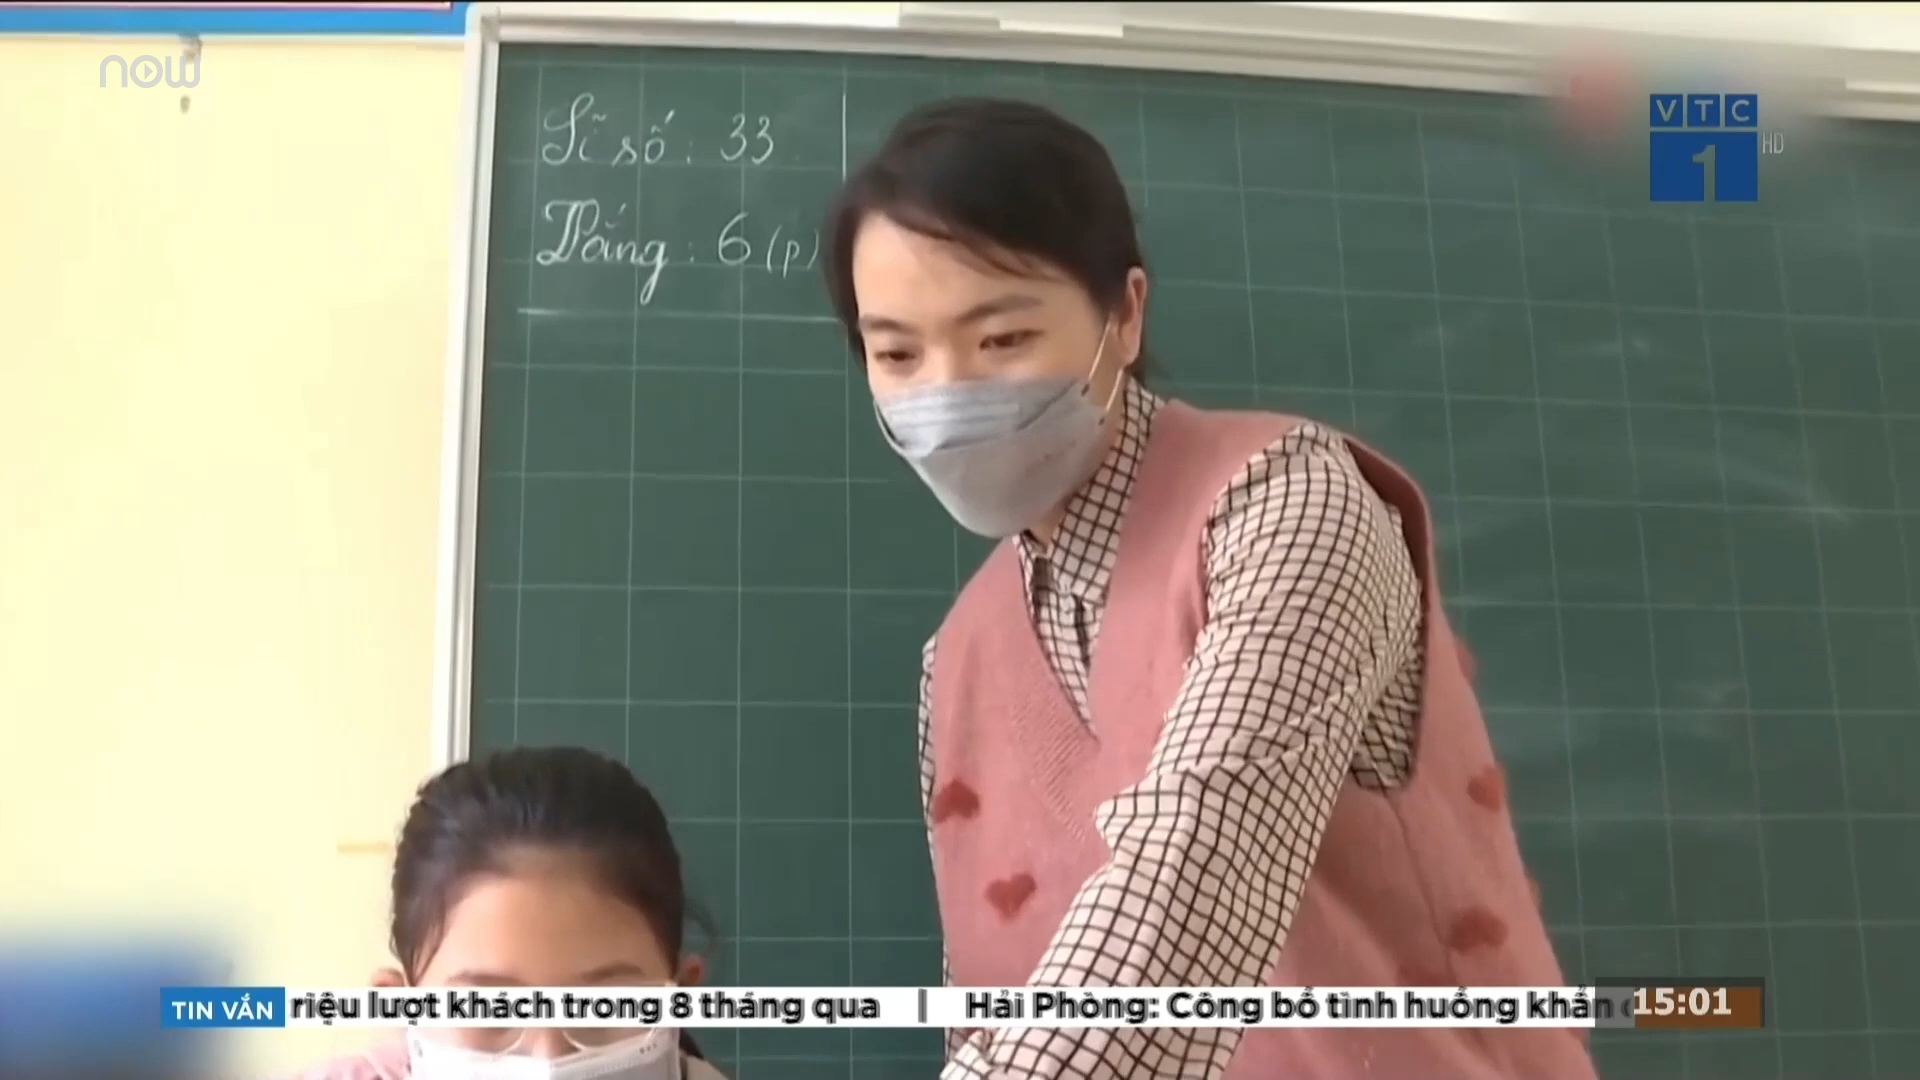 now
VTC
1
HD
Sĩ số: 33
Vắng: 6 (p)
TIN VẮN
riệu lượt khách trong 8 tháng qua | Hải Phòng: Công bố tình huống khẩn
15:01